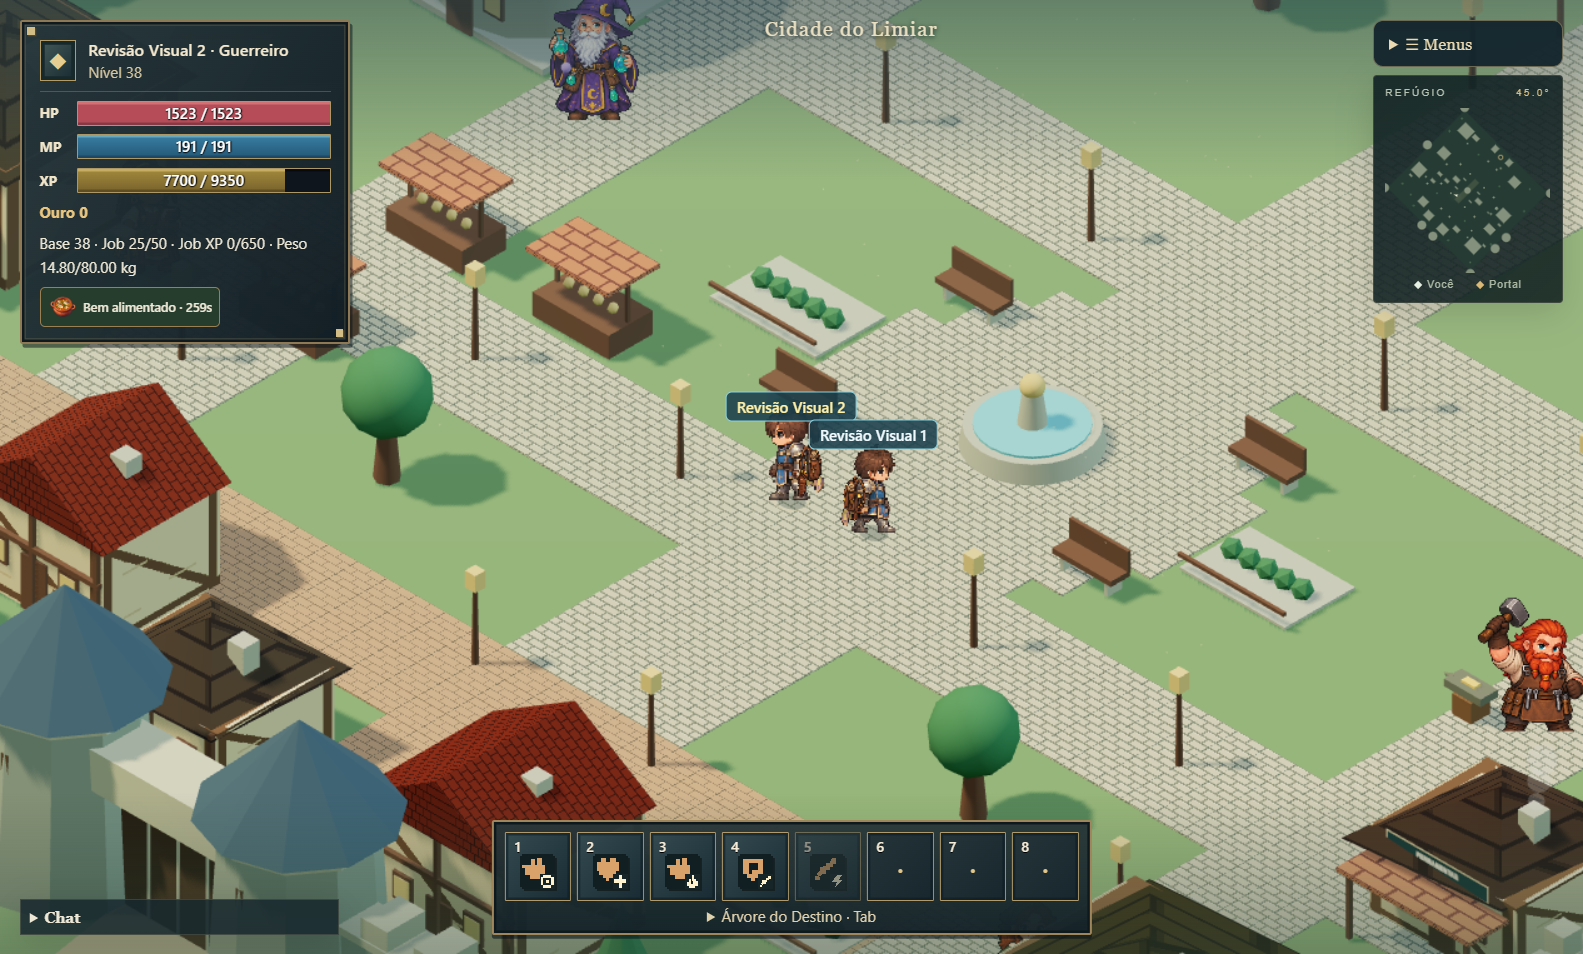 Cidade do Limiar
Revisão Visual 2 · Guerreiro
Nível 38
HP 1523 / 1523
MP 191 / 191
XP 7700 / 9350
Ouro 0
Base 38 · Job 25/50 · Job XP 0/650 · Peso
14.80/80.00 kg
Bem alimentado · 259s
☰ Menus
REFÚGIO 45.0°
Você Portal
Revisão Visual 2
Revisão Visual 1
1 2 3 4 5 6 7 8
Árvore do Destino · Tab
Chat